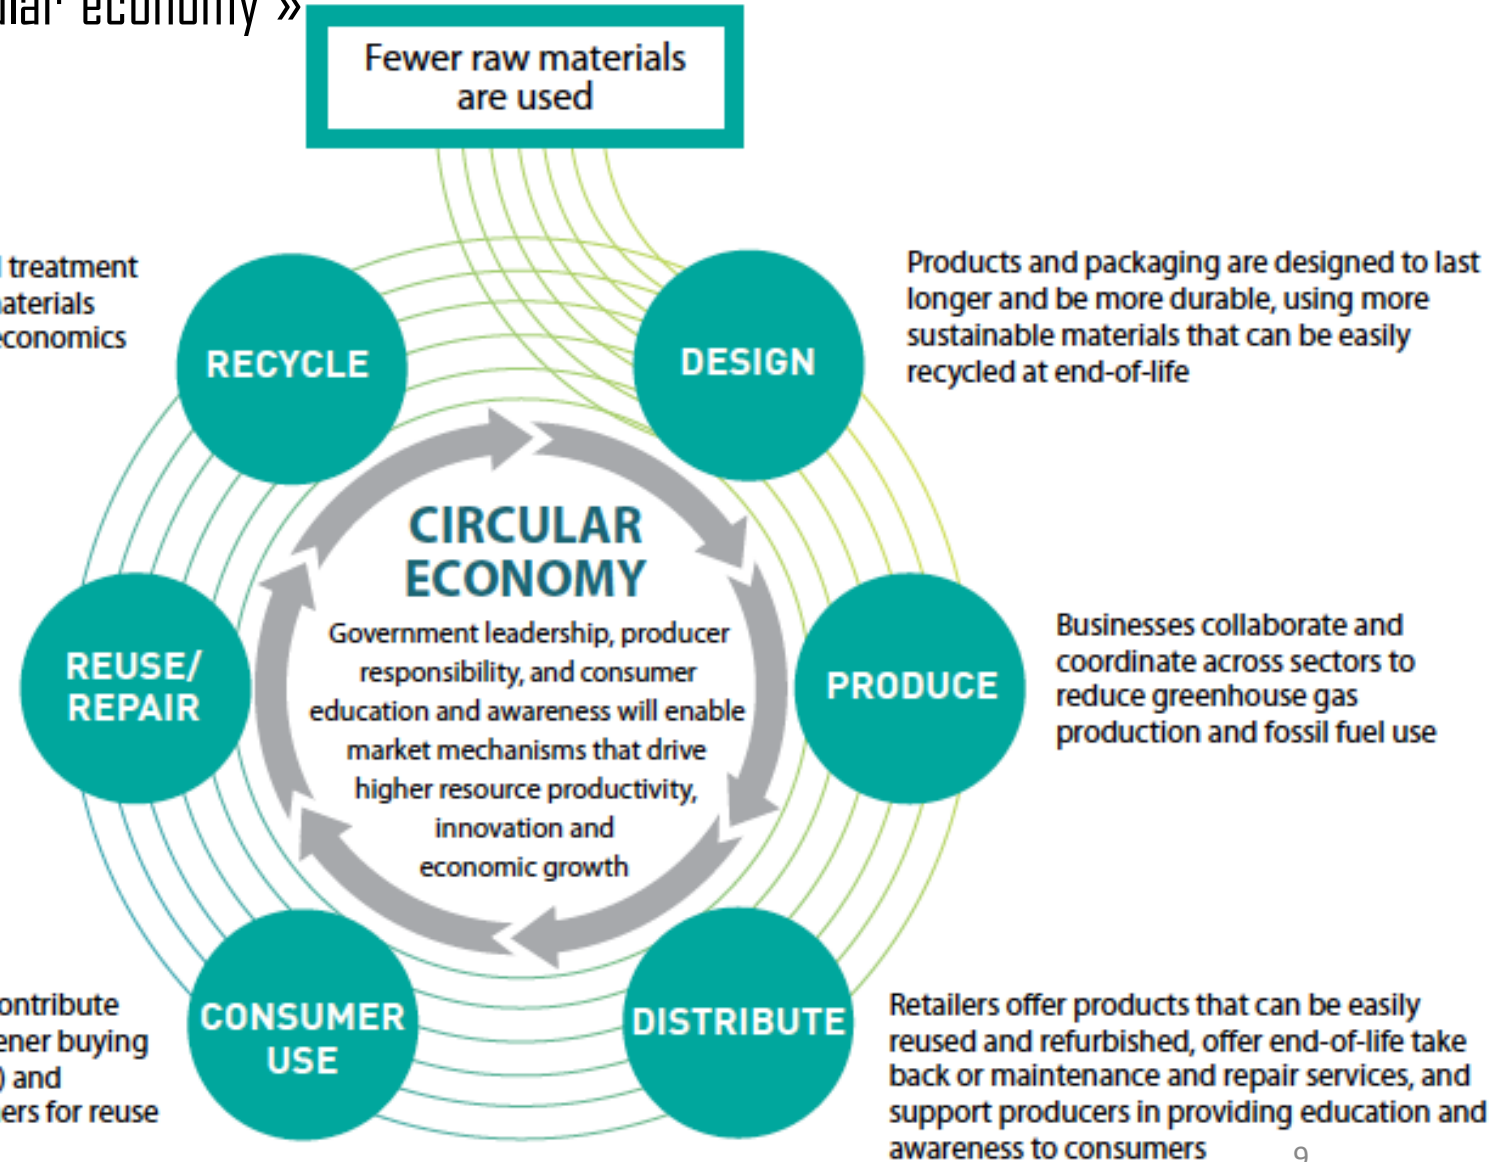 economy »
Fewer raw materials
are used
treatment
economics
RECYCLE
DESIGN
Products and packaging are designed to last
longer and be more durable, using more
sustainable materials that can be easily
recycled at end-of-life
CIRCULAR
ECONOMY
Government leadership, producer
responsibility, and consumer
education and awareness will enable
market mechanisms that drive
higher resource productivity,
innovation and
economic growth
REUSE/
REPAIR
PRODUCE
Businesses collaborate and
coordinate across sectors to
reduce greenhouse gas
production and fossil fuel use
buying
) and
for reuse
CONSUMER
USE
DISTRIBUTE
Retailers offer products that can be easily
reused and refurbished, offer end-of-life take
back or maintenance and repair services, and
support producers in providing education and
awareness to consumers
9